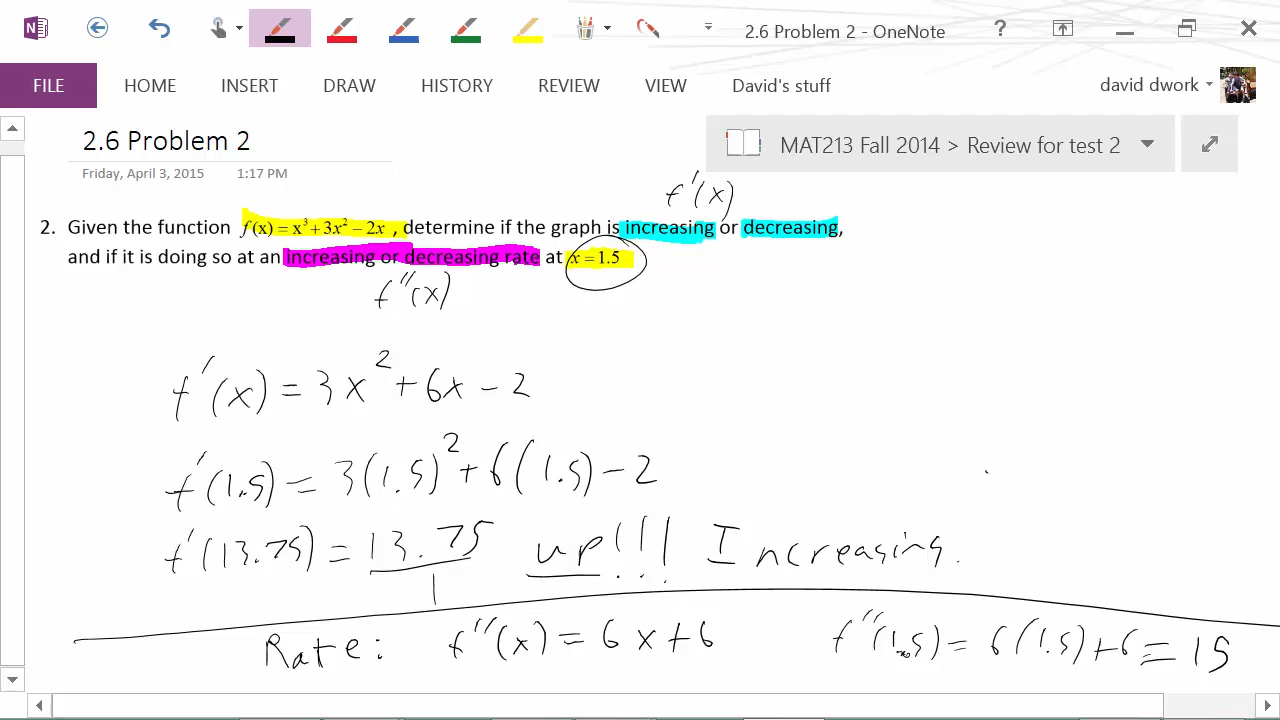 2.6 Problem 2 - OneNote
?
FILE HOME INSERT DRAW HISTORY REVIEW VIEW David's stuff david dwork
2.6 Problem 2
MAT213 Fall 2014 > Review for test 2
Friday, April 3, 2015 1:17 PM
f'(x)
2. Given the function f(x) = x³ + 3x² − 2x , determine if the graph is increasing or decreasing,
and if it is doing so at an increasing or decreasing rate at x = 1.5
f''(x)
f'(x) = 3x² + 6x − 2
f'(1.5) = 3(1.5)² + 6(1.5) − 2
f'(13.75) = 13.75 up!!! Increasing.
1
Rate: f''(x) = 6x + 6 f''(1.5) = 6(1.5) + 6 = 15